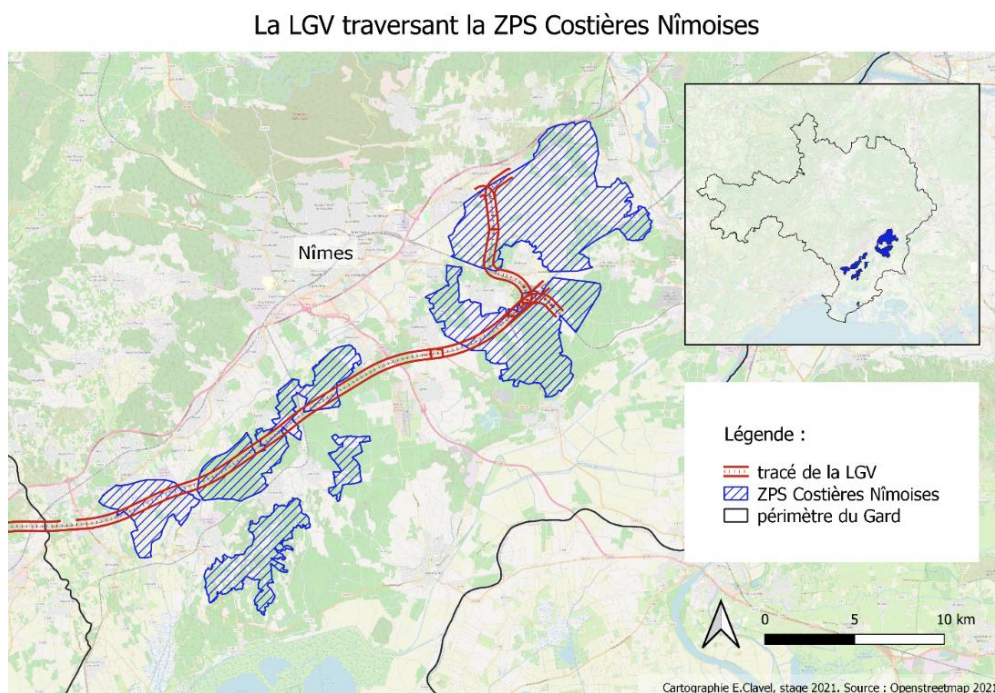 La LGV traversant la ZPS Costières Nîmoises
Nîmes
Légende :
tracé de la LGV
ZPS Costières Nîmoises
périmètre du Gard
0 5 10 km
Cartographie E.Clavel, stage 2021. Source : Openstreetmap 2021